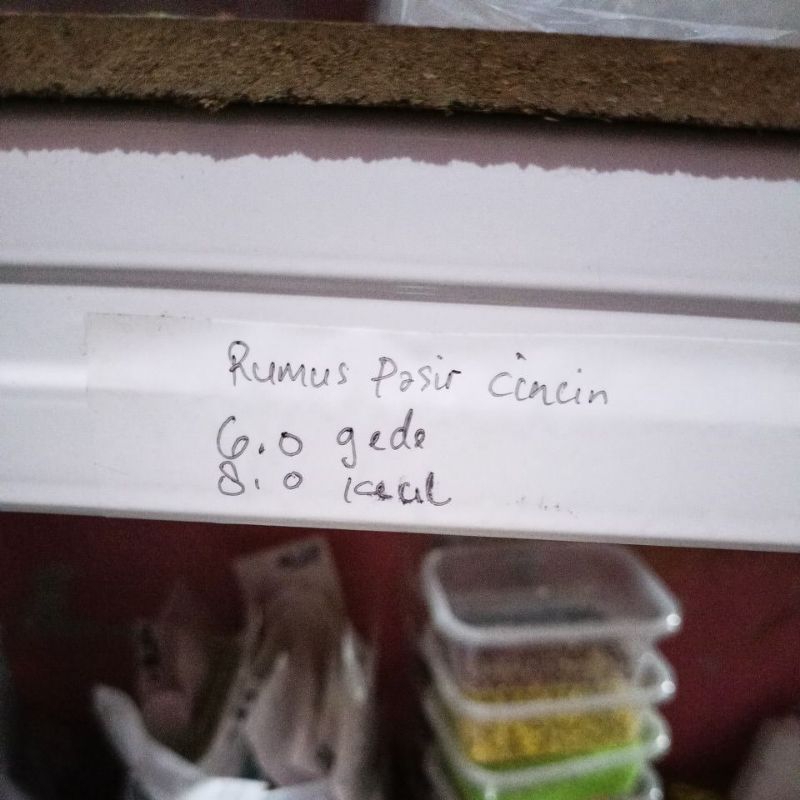 Rumus Pasir Cincin
6.0 gede
8.0 kecil